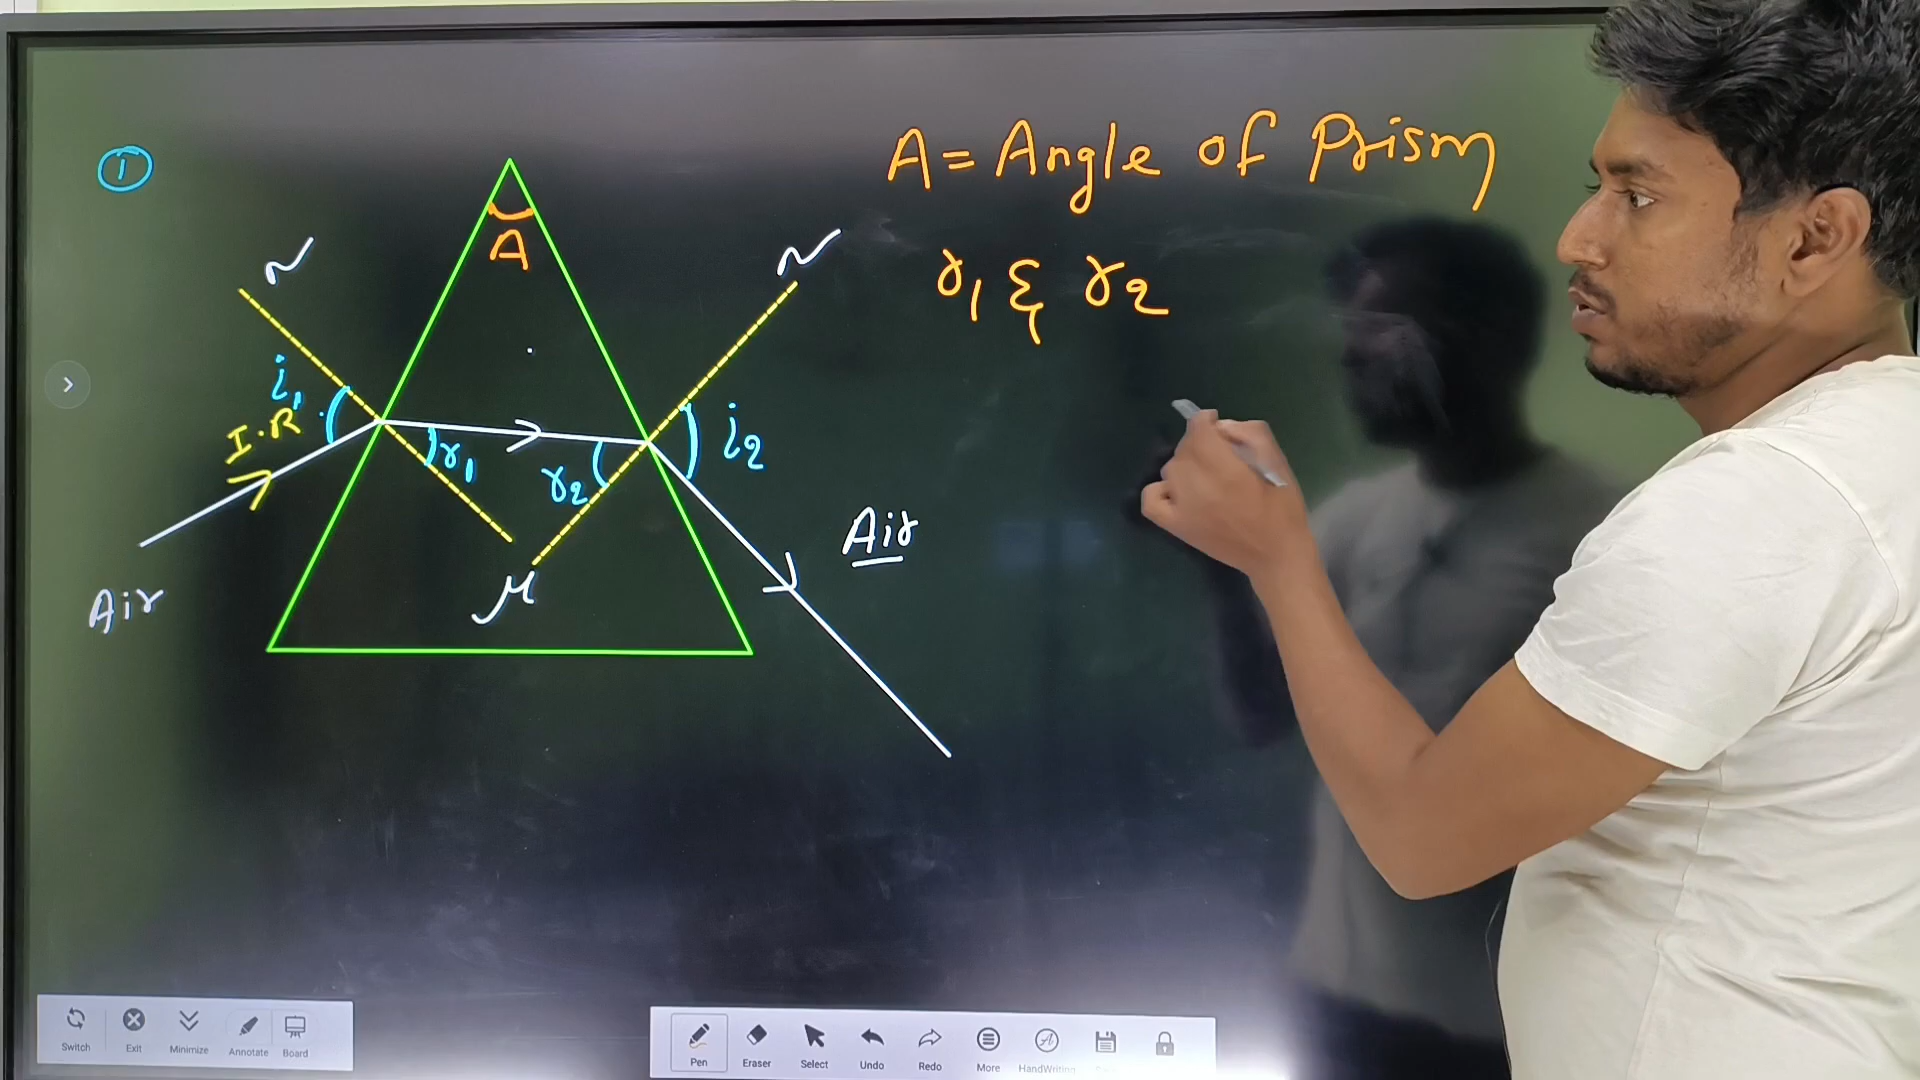 1
A = Angle of Prism
A
N
N
r1 & r2
i1
I.R
r1
r2
i2
Air
μ
Air
Switch
Exit
Minimize
Annotate
Board
Pen
Eraser
Select
Undo
Redo
More
HandWriting